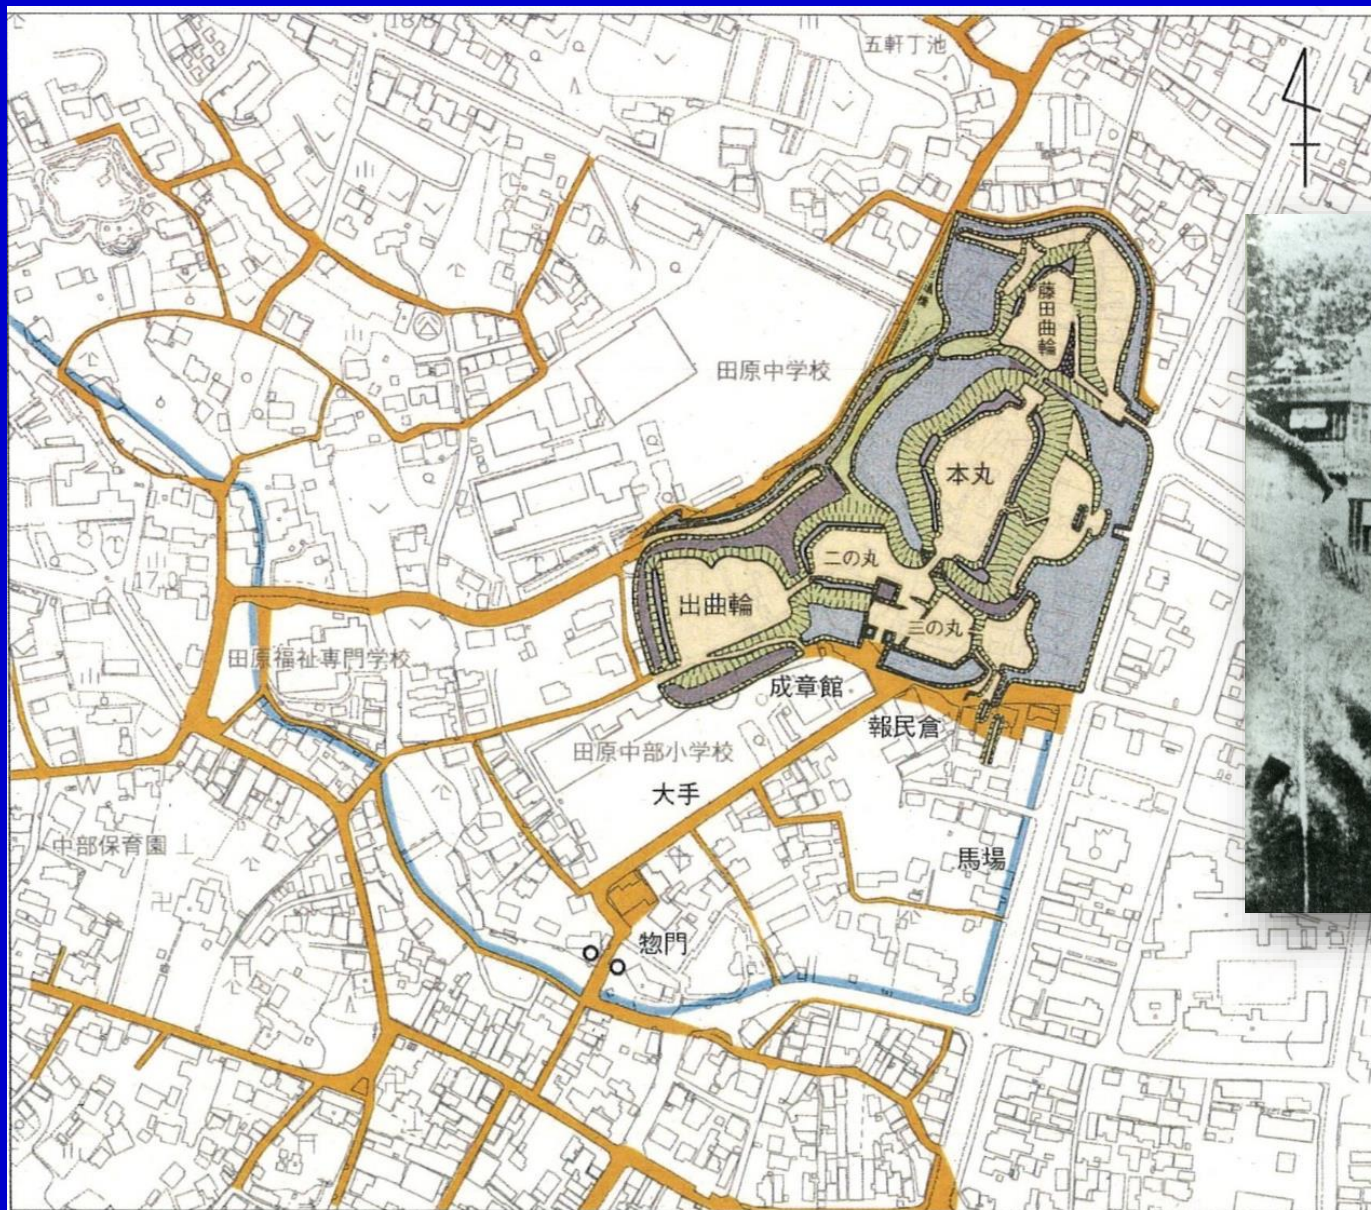 五軒丁池
藤田曲輪
田原中学校
本丸
二の丸
出曲輪
三の丸
田原福祉専門学校
成章館
報民倉
田原中部小学校
大手
中部保育園
馬場
惣門